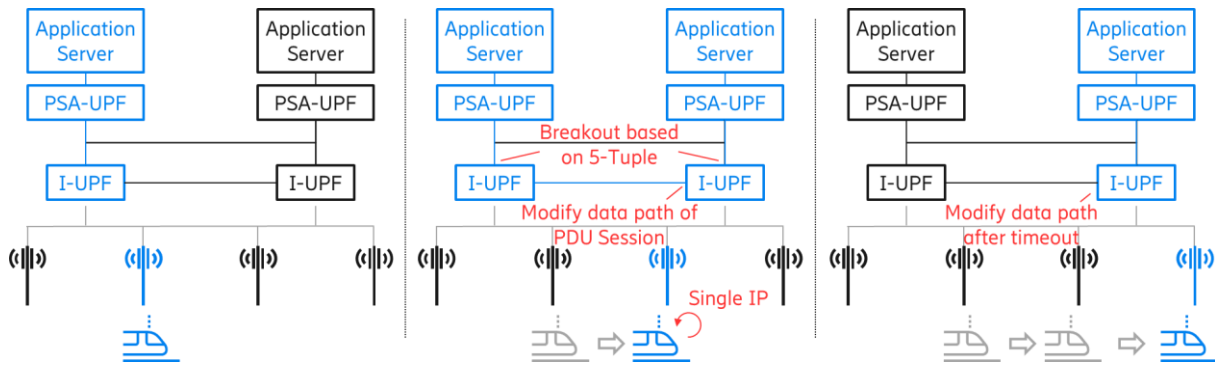 Application
Server
PSA-UPF
I-UPF
Application
Server
PSA-UPF
I-UPF
Application
Server
PSA-UPF
I-UPF
Application
Server
PSA-UPF
I-UPF
Breakout based
on 5-Tuple
Modify data path of
PDU Session
Single IP
Application
Server
PSA-UPF
I-UPF
Application
Server
PSA-UPF
I-UPF
Modify data path
after timeout